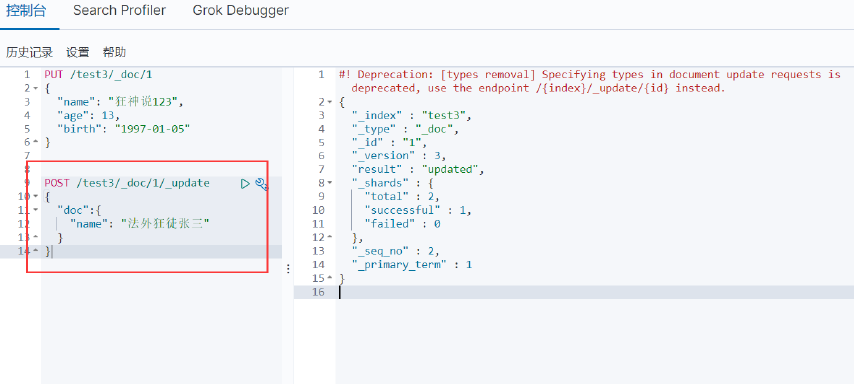 控制台 Search Profiler Grok Debugger
历史记录 设置 帮助
1 PUT /test3/_doc/1
2 {
3 "name": "狂神说123",
4 "age": 13,
5 "birth": "1997-01-05"
6 }
7
8
9 POST /test3/_doc/1/_update
10 {
11 "doc":{
12 "name": "法外狂徒张三"
13 }
14 }
1 #! Deprecation: [types removal] Specifying types in document update requests is
deprecated, use the endpoint /{index}/_update/{id} instead.
2 {
3 "_index" : "test3",
4 "_type" : "_doc",
5 "_id" : "1",
6 "_version" : 3,
7 "result" : "updated",
8 "_shards" : {
9 "total" : 2,
10 "successful" : 1,
11 "failed" : 0
12 },
13 "_seq_no" : 2,
14 "_primary_term" : 1
15 }
16